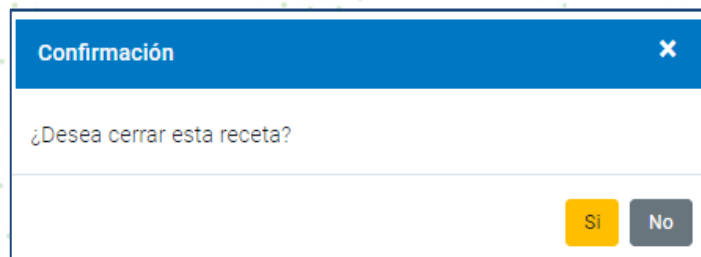 Confirmación ×
¿Desea cerrar esta receta?
Si No